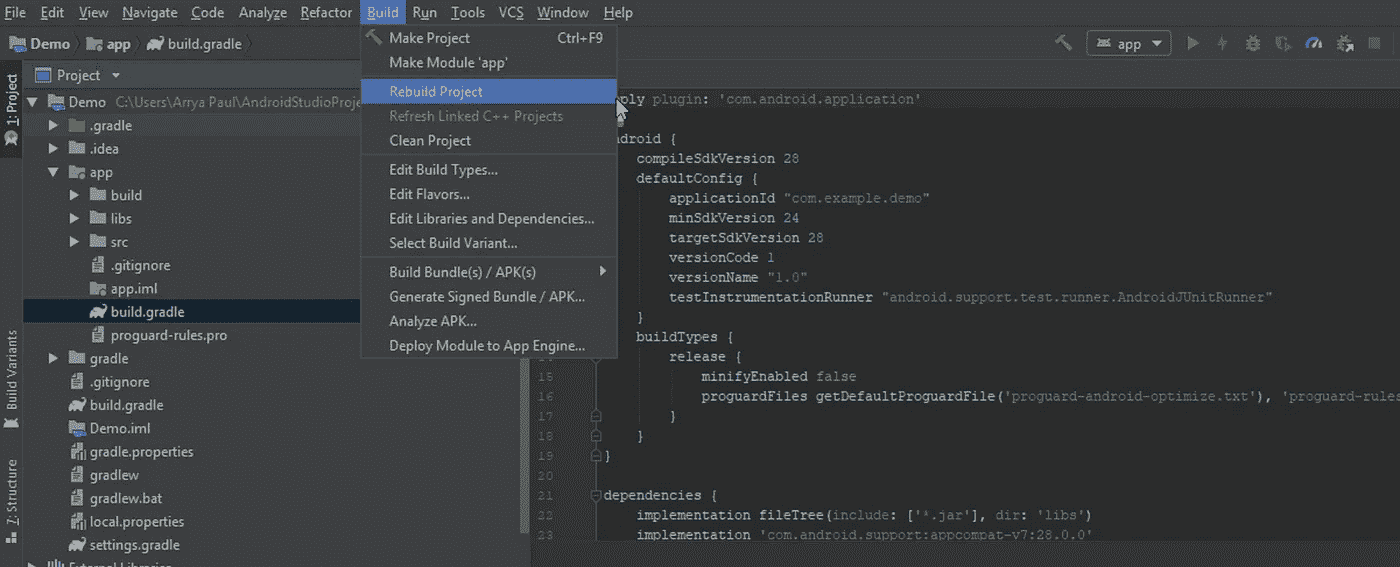 File Edit View Navigate Code Analyze Refactor Build Run Tools VCS Window Help
Demo app build.gradle
app
1: Project
Build Variants
7: Structure
Project
Demo C:\Users\Arrya Paul\AndroidStudioProje
.gradle
.idea
app
build
libs
src
.gitignore
app.iml
build.gradle
proguard-rules.pro
gradle
.gitignore
build.gradle
Demo.iml
gradle.properties
gradlew
gradlew.bat
local.properties
settings.gradle
External Libraries
Make Project Ctrl+F9
Make Module 'app'
Rebuild Project
Refresh Linked C++ Projects
Clean Project
Edit Build Types...
Edit Flavors...
Edit Libraries and Dependencies...
Select Build Variant...
Build Bundle(s) / APK(s)
Generate Signed Bundle / APK...
Analyze APK...
Deploy Module to App Engine...
ply plugin: 'com.android.application'
ndroid {
compileSdkVersion 28
defaultConfig {
applicationId "com.example.demo"
minSdkVersion 24
targetSdkVersion 28
versionCode 1
versionName "1.0"
testInstrumentationRunner "android.support.test.runner.AndroidJUnitRunner"
}
buildTypes {
release {
15 minifyEnabled false
16 proguardFiles getDefaultProguardFile('proguard-android-optimize.txt'), 'proguard-rules
17 }
18 }
19 }
20
21 dependencies {
22 implementation fileTree(include: ['*.jar'], dir: 'libs')
23 implementation 'com.android.support:appcompat-v7:28.0.0'